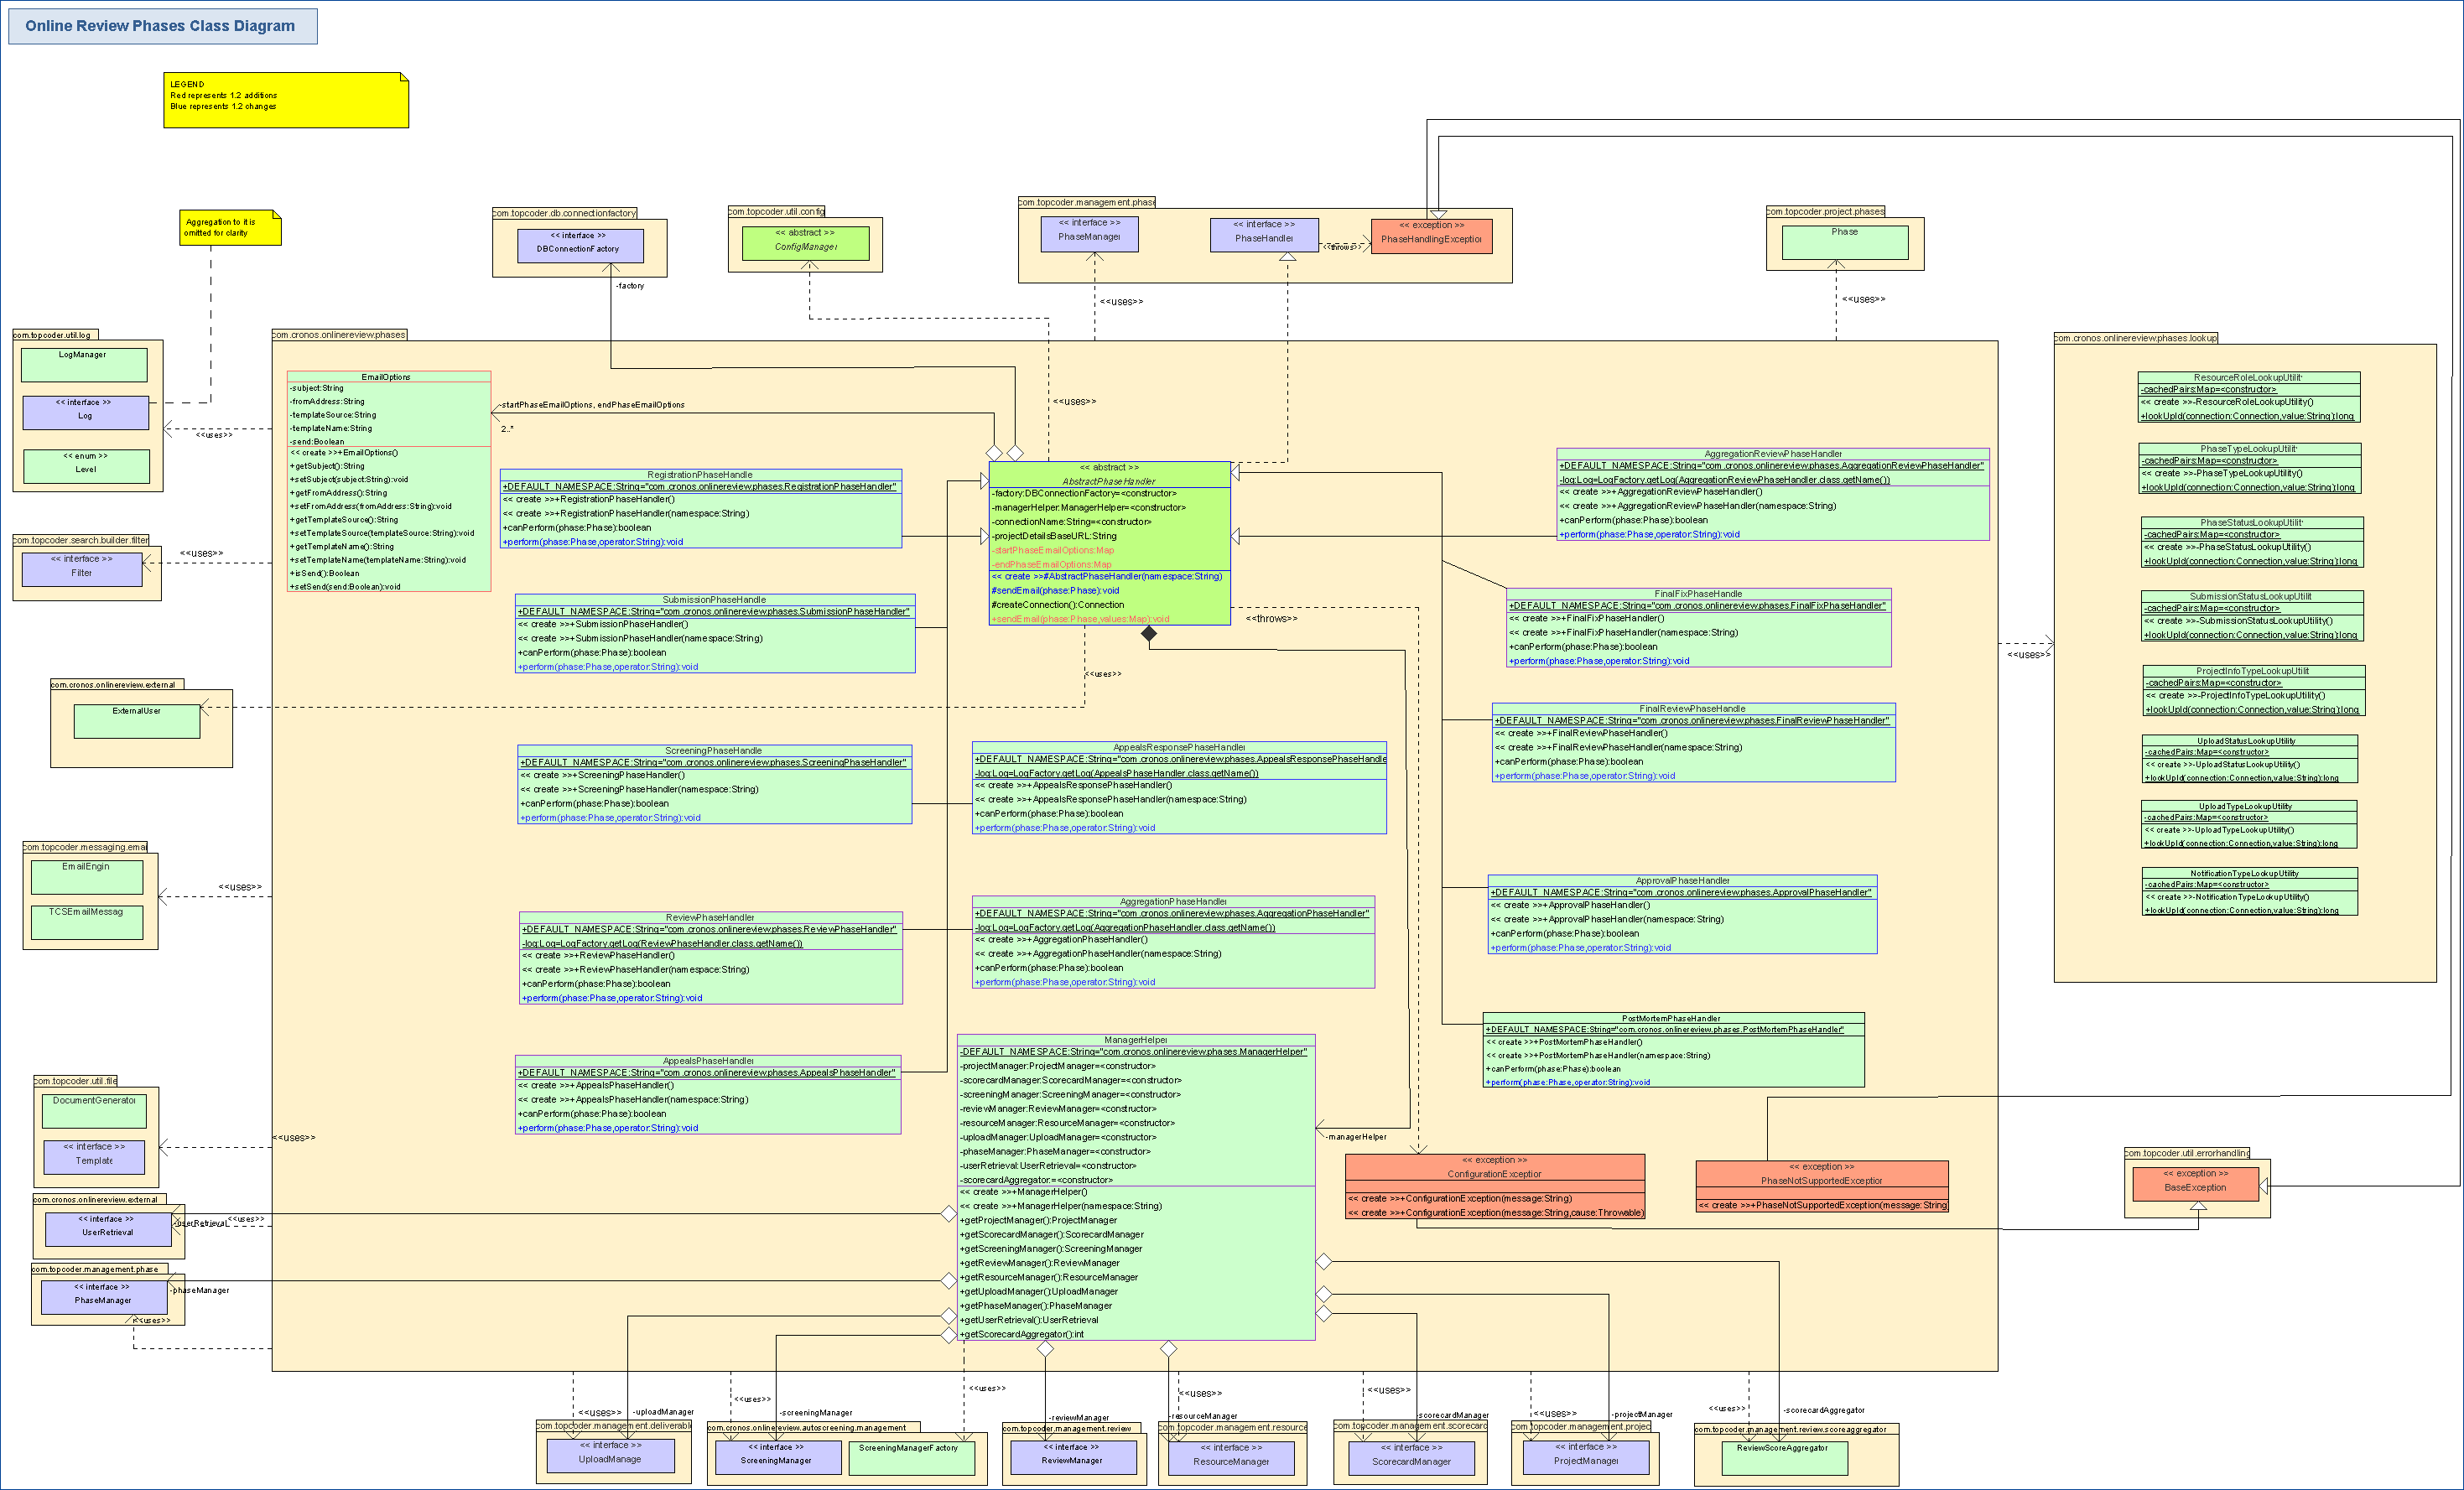 Online Review Phases Class Diagram
LEGEND
Red represents 1.2 additions
Blue represents 1.2 changes
Aggregation to it is
omitted for clarity
com.topcoder.db.connectionfactory
<< interface >>
DBConnectionFactory
-factory
com.topcoder.util.config
<< abstract >>
ConfigManager
com.topcoder.management.phase
<< interface >>
PhaseManager
<< interface >>
PhaseHandler
<<throws>>
<< exception >>
PhaseHandlingException
<<uses>>
com.topcoder.project.phases
Phase
<<uses>>
com.topcoder.util.log
LogManager
<< interface >>
Log
<< enum >>
Level
<<uses>>
com.topcoder.search.builder.filter
<< interface >>
Filter
<<uses>>
com.cronos.onlinereview.external
ExternalUser
com.topcoder.messaging.emai
EmailEngin
TCSEmailMessag
<<uses>>
com.topcoder.util.file
DocumentGenerator
<< interface >>
Template
<<uses>>
com.cronos.onlinereview.external
<< interface >>
UserRetrieval
-userRetrieval
<<uses>>
com.topcoder.management.phase
<< interface >>
PhaseManager
-phaseManager
<<uses>>
com.cronos.onlinereview.phases
EmailOptions
-subject:String
-fromAddress:String
-templateSource:String
-templateName:String
-send:Boolean
<< create >>+EmailOptions()
+getSubject():String
+setSubject(subject:String):void
+getFromAddress():String
+setFromAddress(fromAddress:String):void
+getTemplateSource():String
+setTemplateSource(templateSource:String):void
+getTemplateName():String
+setTemplateName(templateName:String):void
+isSend():Boolean
+setSend(send:Boolean):void
-startPhaseEmailOptions, endPhaseEmailOptions
2..*
<<uses>>
RegistrationPhaseHandle
+DEFAULT_NAMESPACE:String="com.cronos.onlinereview.phases.RegistrationPhaseHandler"
<< create >>+RegistrationPhaseHandler()
<< create >>+RegistrationPhaseHandler(namespace:String)
+canPerform(phase:Phase):boolean
+perform(phase:Phase,operator:String):void
<< abstract >>
AbstractPhaseHandler
-factory:DBConnectionFactory=<constructor>
-managerHelper:ManagerHelper=<constructor>
-connectionName:String=<constructor>
-projectDetailsBaseURL:String
-startPhaseEmailOptions:Map
-endPhaseEmailOptions:Map
<< create >>#AbstractPhaseHandler(namespace:String)
#sendEmail(phase:Phase):void
#createConnection():Connection
+sendEmail(phase:Phase,values:Map):void
<<throws>>
<<uses>>
AggregationReviewPhaseHandler
+DEFAULT_NAMESPACE:String="com.cronos.onlinereview.phases.AggregationReviewPhaseHandler"
-log:Log=LogFactory.getLog(AggregationReviewPhaseHandler.class.getName())
<< create >>+AggregationReviewPhaseHandler()
<< create >>+AggregationReviewPhaseHandler(namespace:String)
+canPerform(phase:Phase):boolean
+perform(phase:Phase,operator:String):void
SubmissionPhaseHandle
+DEFAULT_NAMESPACE:String="com.cronos.onlinereview.phases.SubmissionPhaseHandler"
<< create >>+SubmissionPhaseHandler()
<< create >>+SubmissionPhaseHandler(namespace:String)
+canPerform(phase:Phase):boolean
+perform(phase:Phase,operator:String):void
FinalFixPhaseHandle
+DEFAULT_NAMESPACE:String="com.cronos.onlinereview.phases.FinalFixPhaseHandler"
<< create >>+FinalFixPhaseHandler()
<< create >>+FinalFixPhaseHandler(namespace:String)
+canPerform(phase:Phase):boolean
+perform(phase:Phase,operator:String):void
FinalReviewPhaseHandle
+DEFAULT_NAMESPACE:String="com.cronos.onlinereview.phases.FinalReviewPhaseHandler"
<< create >>+FinalReviewPhaseHandler()
<< create >>+FinalReviewPhaseHandler(namespace:String)
+canPerform(phase:Phase):boolean
+perform(phase:Phase,operator:String):void
ScreeningPhaseHandle
+DEFAULT_NAMESPACE:String="com.cronos.onlinereview.phases.ScreeningPhaseHandler"
<< create >>+ScreeningPhaseHandler()
<< create >>+ScreeningPhaseHandler(namespace:String)
+canPerform(phase:Phase):boolean
+perform(phase:Phase,operator:String):void
AppealsResponsePhaseHandler
+DEFAULT_NAMESPACE:String="com.cronos.onlinereview.phases.AppealsResponsePhaseHandle
-log:Log=LogFactory.getLog(AppealsPhaseHandler.class.getName())
<< create >>+AppealsResponsePhaseHandler()
<< create >>+AppealsResponsePhaseHandler(namespace:String)
+canPerform(phase:Phase):boolean
+perform(phase:Phase,operator:String):void
ReviewPhaseHandler
+DEFAULT_NAMESPACE:String="com.cronos.onlinereview.phases.ReviewPhaseHandler"
-log:Log=LogFactory.getLog(ReviewPhaseHandler.class.getName())
<< create >>+ReviewPhaseHandler()
<< create >>+ReviewPhaseHandler(namespace:String)
+canPerform(phase:Phase):boolean
+perform(phase:Phase,operator:String):void
AggregationPhaseHandler
+DEFAULT_NAMESPACE:String="com.cronos.onlinereview.phases.AggregationPhaseHandler"
-log:Log=LogFactory.getLog(AggregationPhaseHandler.class.getName())
<< create >>+AggregationPhaseHandler()
<< create >>+AggregationPhaseHandler(namespace:String)
+canPerform(phase:Phase):boolean
+perform(phase:Phase,operator:String):void
ApprovalPhaseHandler
+DEFAULT_NAMESPACE:String="com.cronos.onlinereview.phases.ApprovalPhaseHandler"
<< create >>+ApprovalPhaseHandler()
<< create >>+ApprovalPhaseHandler(namespace:String)
+canPerform(phase:Phase):boolean
+perform(phase:Phase,operator:String):void
PostMortemPhaseHandler
+DEFAULT_NAMESPACE:String="com.cronos.onlinereview.phases.PostMortemPhaseHandler"
<< create >>+PostMortemPhaseHandler()
<< create >>+PostMortemPhaseHandler(namespace:String)
+canPerform(phase:Phase):boolean
+perform(phase:Phase,operator:String):void
AppealsPhaseHandler
+DEFAULT_NAMESPACE:String="com.cronos.onlinereview.phases.AppealsPhaseHandler"
<< create >>+AppealsPhaseHandler()
<< create >>+AppealsPhaseHandler(namespace:String)
+canPerform(phase:Phase):boolean
+perform(phase:Phase,operator:String):void
ManagerHelper
-DEFAULT_NAMESPACE:String="com.cronos.onlinereview.phases.ManagerHelper"
-projectManager:ProjectManager=<constructor>
-scorecardManager:ScorecardManager=<constructor>
-screeningManager:ScreeningManager=<constructor>
-reviewManager:ReviewManager=<constructor>
-resourceManager:ResourceManager=<constructor>
-uploadManager:UploadManager=<constructor>
-phaseManager:PhaseManager=<constructor>
-userRetrieval:UserRetrieval=<constructor>
-scorecardAggregator:=<constructor>
<< create >>+ManagerHelper()
<< create >>+ManagerHelper(namespace:String)
+getProjectManager():ProjectManager
+getScorecardManager():ScorecardManager
+getScreeningManager():ScreeningManager
+getReviewManager():ReviewManager
+getResourceManager():ResourceManager
+getUploadManager():UploadManager
+getPhaseManager():PhaseManager
+getUserRetrieval():UserRetrieval
+getScorecardAggregator():int
-managerHelper
<< exception >>
ConfigurationException
<< create >>+ConfigurationException(message:String)
<< create >>+ConfigurationException(message:String,cause:Throwable)
<< exception >>
PhaseNotSupportedException
<< create >>+PhaseNotSupportedException(message:String
com.topcoder.util.errorhandling
<< exception >>
BaseException
<<uses>>
com.cronos.onlinereview.phases.lookup
ResourceRoleLookupUtilit
-cachedPairs:Map=<constructor>
<< create >>-ResourceRoleLookupUtility()
+lookUpId(connection:Connection,value:String):long
PhaseTypeLookupUtilit
-cachedPairs:Map=<constructor>
<< create >>-PhaseTypeLookupUtility()
+lookUpId(connection:Connection,value:String):long
PhaseStatusLookupUtilit
-cachedPairs:Map=<constructor>
<< create >>-PhaseStatusLookupUtility()
+lookUpId(connection:Connection,value:String):long
SubmissionStatusLookupUtilit
-cachedPairs:Map=<constructor>
<< create >>-SubmissionStatusLookupUtility()
+lookUpId(connection:Connection,value:String):long
ProjectInfoTypeLookupUtilit
-cachedPairs:Map=<constructor>
<< create >>-ProjectInfoTypeLookupUtility()
+lookUpId(connection:Connection,value:String):long
UploadStatusLookupUtility
-cachedPairs:Map=<constructor>
<< create >>-UploadStatusLookupUtility()
+lookUpId(connection:Connection,value:String):long
UploadTypeLookupUtility
-cachedPairs:Map=<constructor>
<< create >>-UploadTypeLookupUtility()
+lookUpId(connection:Connection,value:String):long
NotificationTypeLookupUtility
-cachedPairs:Map=<constructor>
<< create >>-NotificationTypeLookupUtility()
+lookUpId(connection:Connection,value:String):long
<<uses>>
-uploadManager
com.topcoder.management.deliverable
<< interface >>
UploadManage
<<uses>>
-screeningManager
com.cronos.onlinereview.autoscreening.management
<< interface >>
ScreeningManager
<<uses>>
ScreeningManagerFactory
-reviewManager
com.topcoder.management.review
<< interface >>
ReviewManager
<<uses>>
-resourceManager
com.topcoder.management.resource
<< interface >>
ResourceManager
<<uses>>
-scorecardManager
com.topcoder.management.scorecard
<< interface >>
ScorecardManager
<<uses>>
-projectManager
com.topcoder.management.projec
<< interface >>
ProjectManager
<<uses>>
-scorecardAggregator
com.topcoder.management.review.scoreaggregator
ReviewScoreAggregator